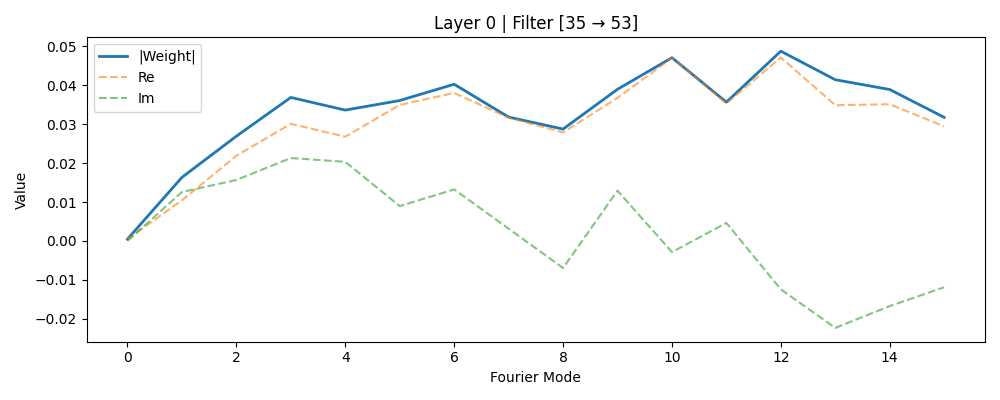 Layer 0 | Filter [35 → 53]
|Weight|
Re
Im
Value
0.05
0.04
0.03
0.02
0.01
0.00
−0.01
−0.02
0 2 4 6 8 10 12 14
Fourier Mode